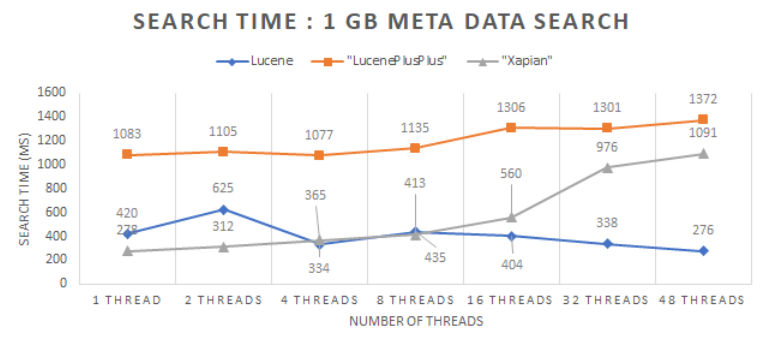 SEARCH TIME : 1 GB META DATA SEARCH
Lucene "LucenePlusPlus" "Xapian"
1600
1400
1200
1000
800
600
400
200
0
SEARCH TIME (MS)
1083 1105 1077 1135 1306 1301 1372
420 625 334 435 404 338 276
278 312 365 413 560 976 1091
1 THREAD 2 THREADS 4 THREADS 8 THREADS 16 THREADS 32 THREADS 48 THREADS
NUMBER OF THREADS